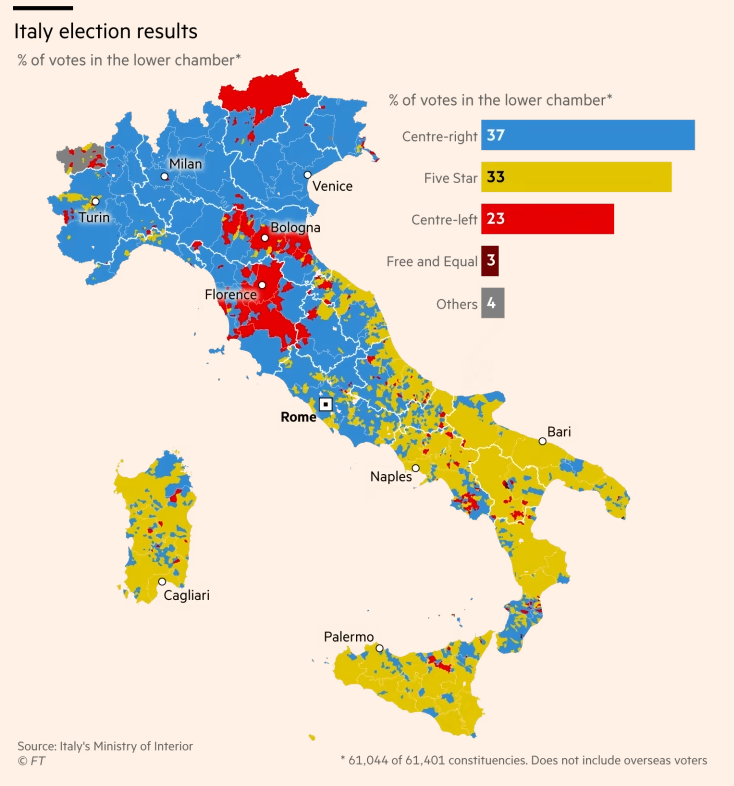 Italy election results
% of votes in the lower chamber*
% of votes in the lower chamber*
Centre-right 37
Five Star 33
Centre-left 23
Free and Equal 3
Others 4
Milan
Venice
Turin
Bologna
Florence
Rome
Bari
Naples
Cagliari
Palermo
Source: Italy's Ministry of Interior
© FT
* 61,044 of 61,401 constituencies. Does not include overseas voters